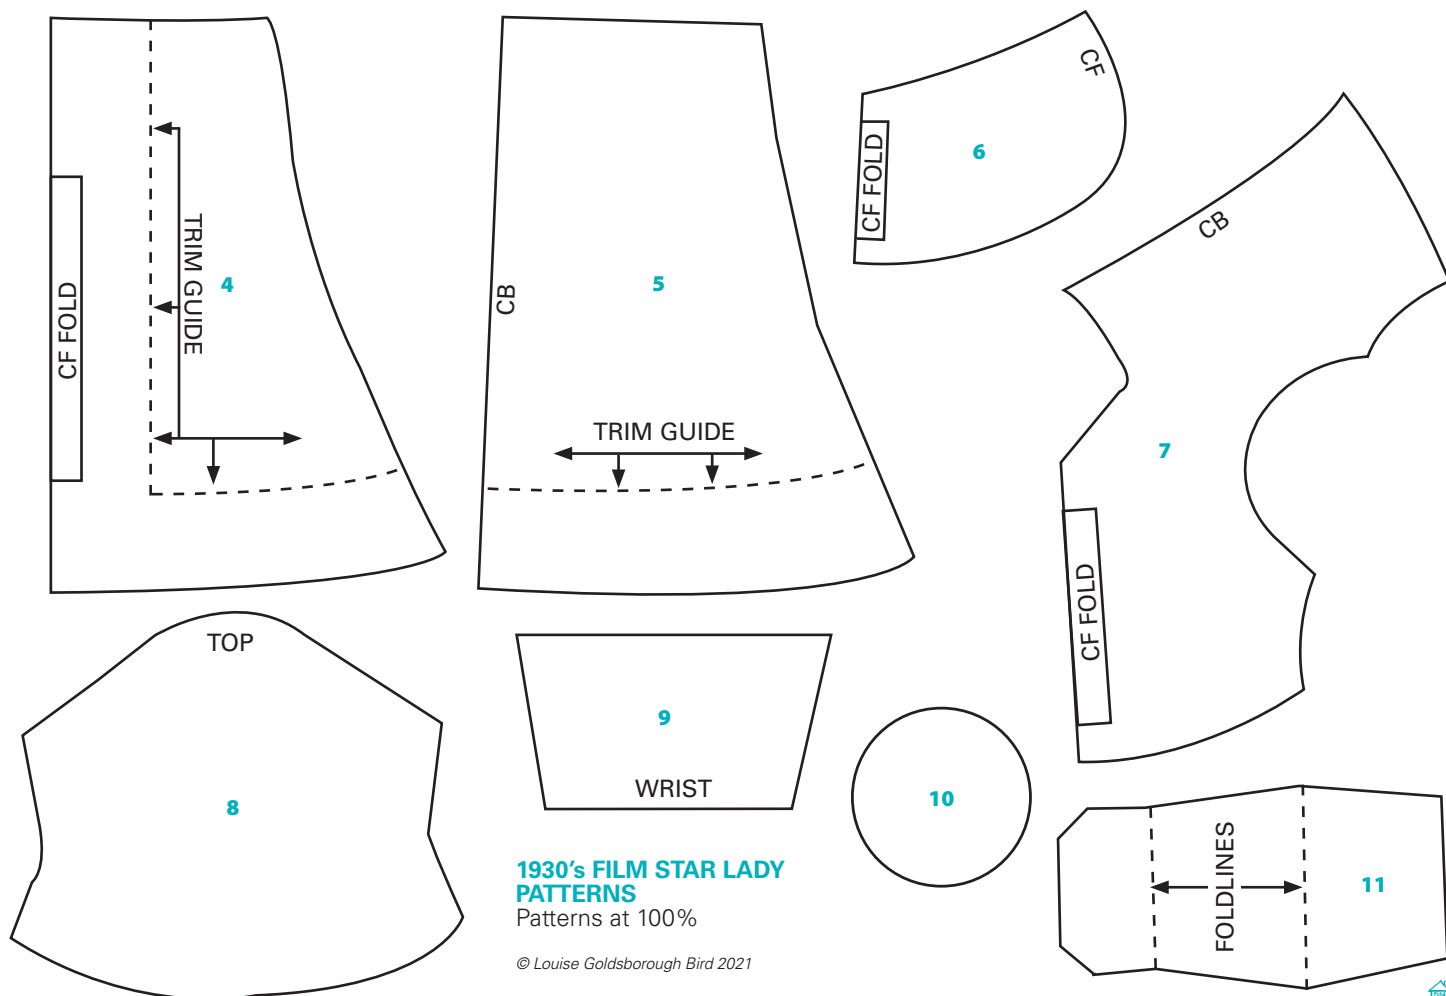 CF FOLD
TRIM GUIDE
4
CB
5
TRIM GUIDE
CF
CF FOLD
6
CB
7
CF FOLD
TOP
8
9
WRIST
10
FOLDLINES
11
1930's FILM STAR LADY
PATTERNS
Patterns at 100%
© Louise Goldsborough Bird 2021